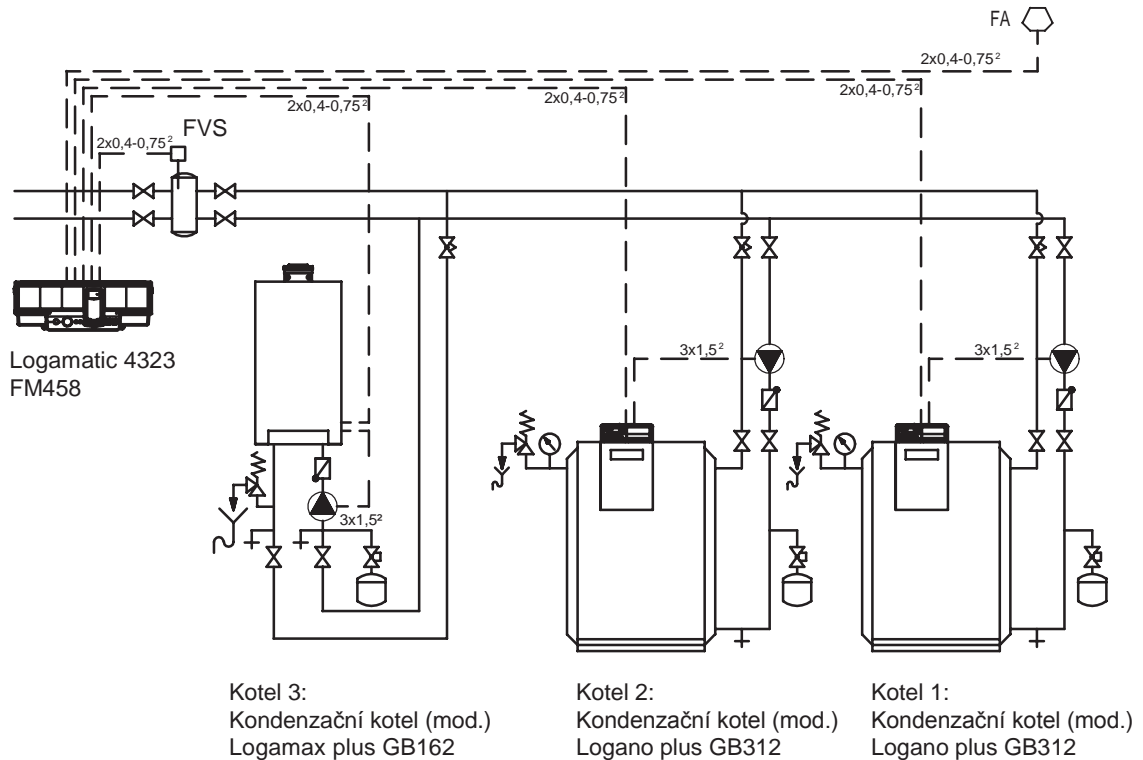 FA
2x0,4-0,75²
2x0,4-0,75²
2x0,4-0,75²
2x0,4-0,75²
FVS
2x0,4-0,75²
Logamatic 4323
FM458
3x1,5²
3x1,5²
3x1,5²
Kotel 3:
Kondenzační kotel (mod.)
Logamax plus GB162
Kotel 2:
Kondenzační kotel (mod.)
Logano plus GB312
Kotel 1:
Kondenzační kotel (mod.)
Logano plus GB312